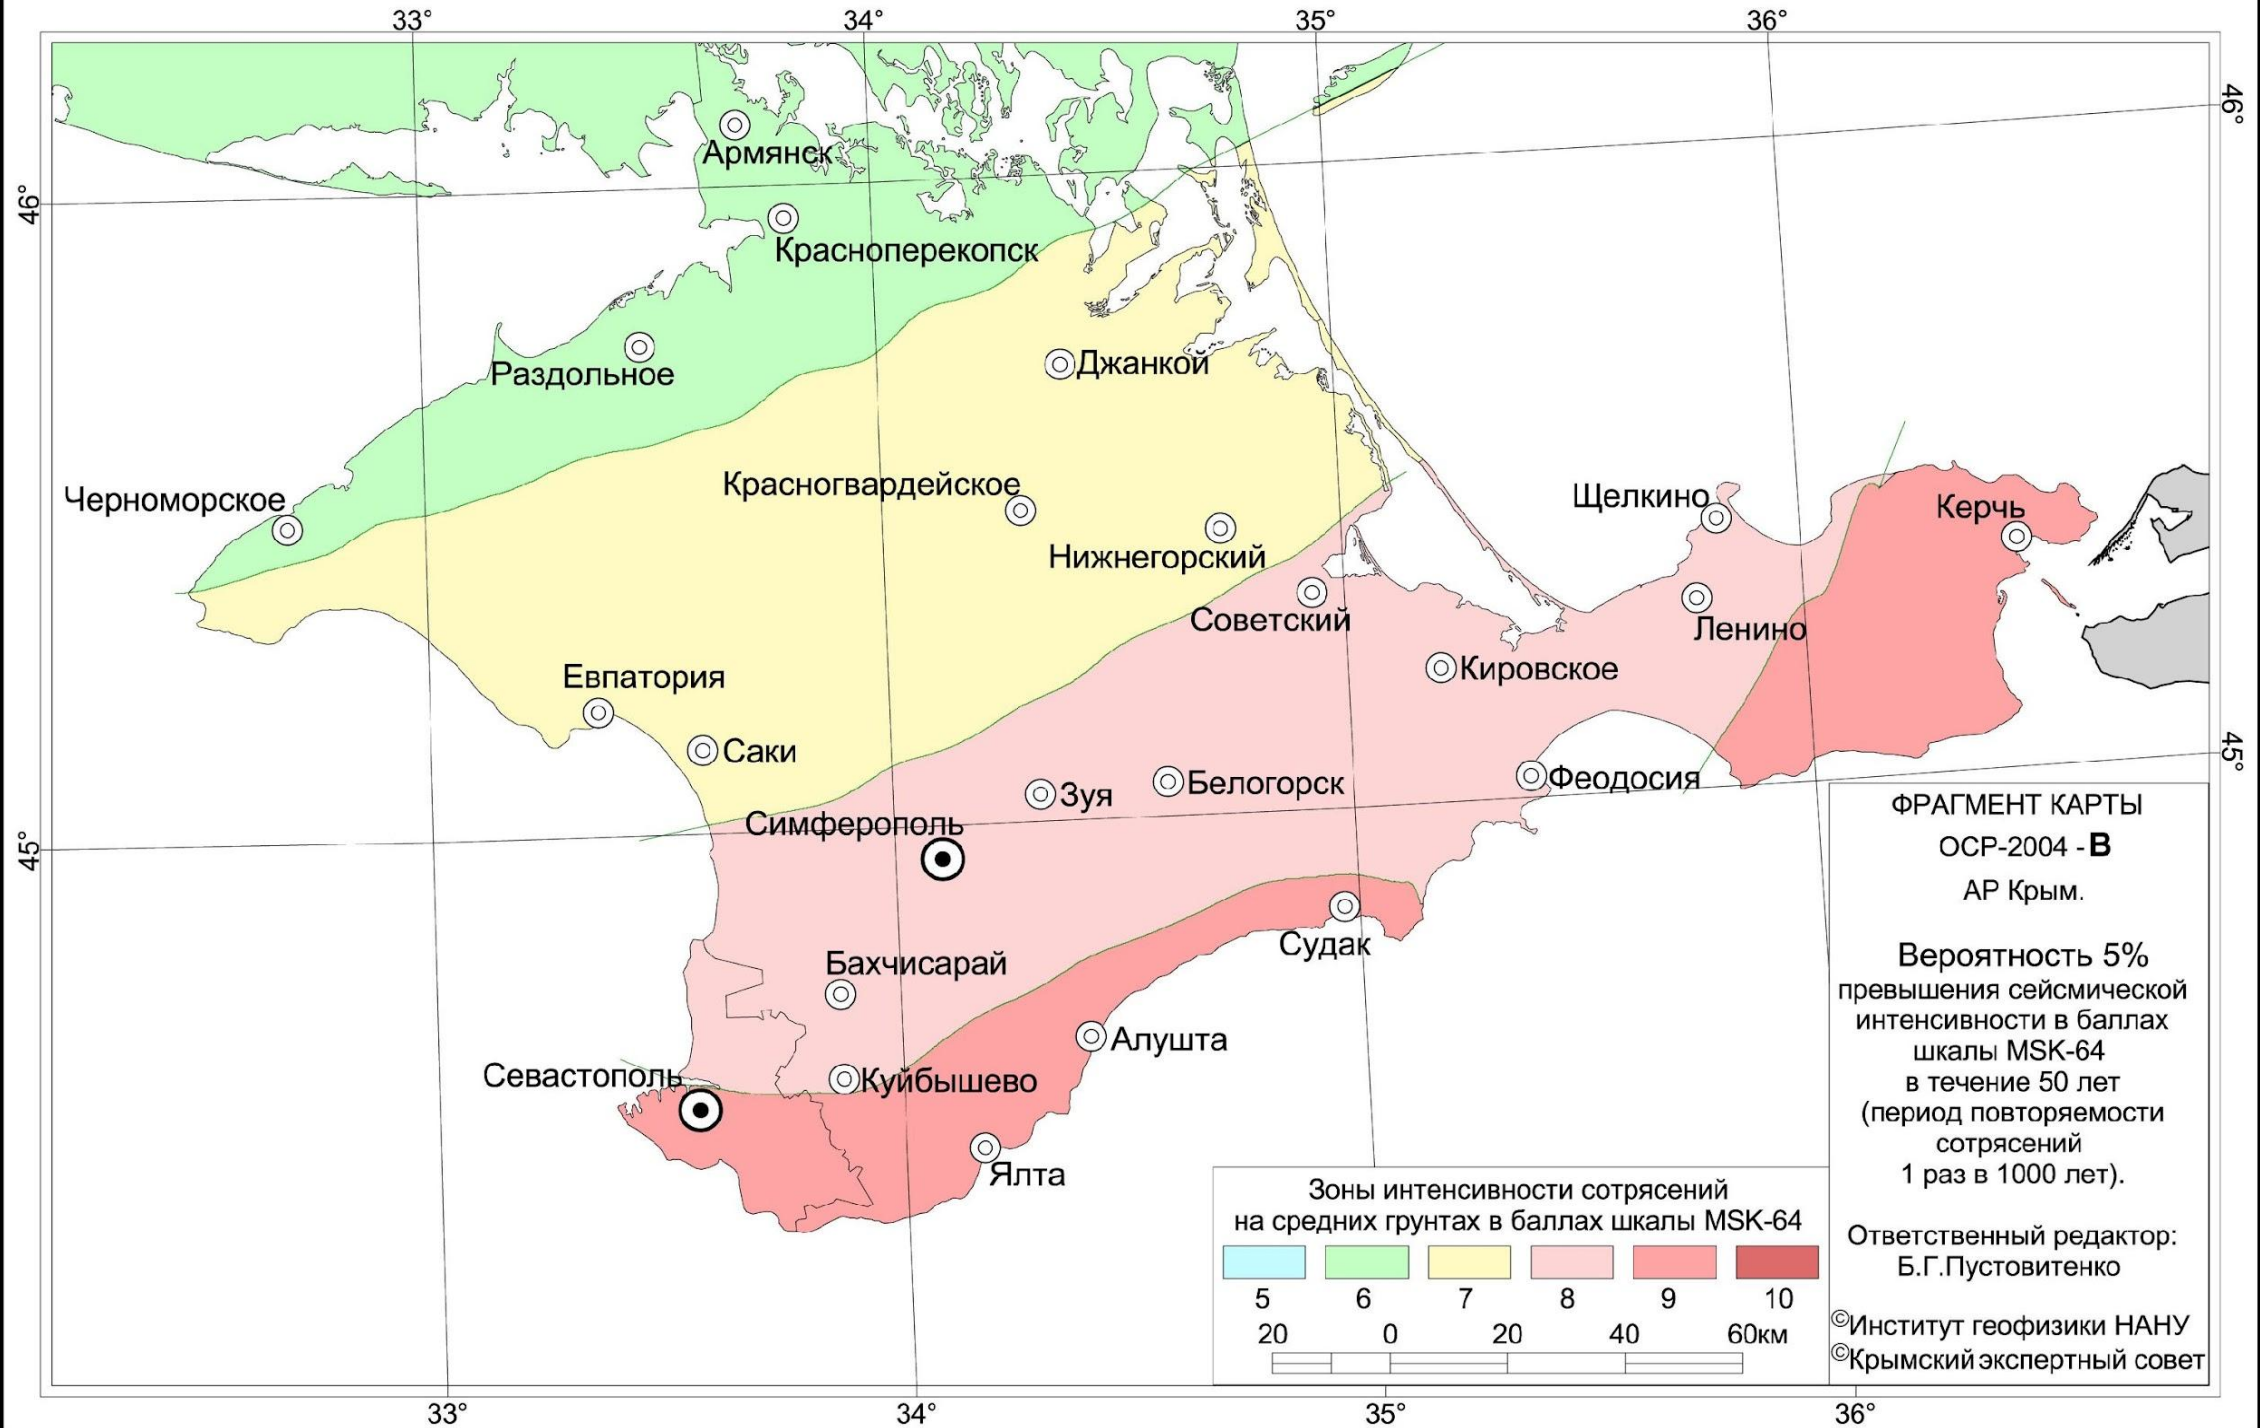 33°
34°
35°
36°
46°
46°
Армянск
Красноперекопск
Раздольное
Джанкой
Черноморское
Красногвардейское
Щелкино
Керчь
Нижнегорский
Советский
Ленино
Кировское
Евпатория
Саки
45°
Зуя
Белогорск
Феодосия
Симферополь
45°
Судак
Бахчисарай
Алушта
Севастополь
Куйбышево
Ялта
ФРАГМЕНТ КАРТЫ
ОСР-2004 - В
АР Крым.
Вероятность 5%
превышения сейсмической
интенсивности в баллах
шкалы MSK-64
в течение 50 лет
(период повторяемости
сотрясений
1 раз в 1000 лет).
Ответственный редактор:
Б.Г.Пустовитенко
©Институт геофизики НАНУ
©Крымский экспертный совет
Зоны интенсивности сотрясений
на средних грунтах в баллах шкалы MSK-64
5 6 7 8 9 10
20 0 20 40 60км
33°
34°
35°
36°